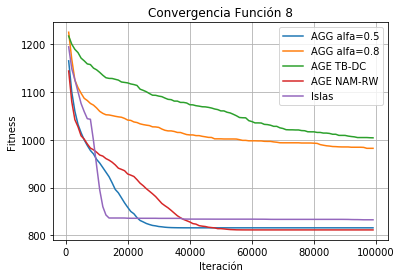 Convergencia Función 8
AGG alfa=0.5
AGG alfa=0.8
AGE TB-DC
AGE NAM-RW
Islas
1200
1100
1000
900
800
Fitness
0
20000
40000
60000
80000
100000
Iteración